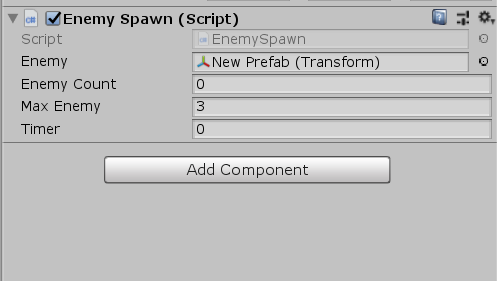 Enemy Spawn (Script)
Script EnemySpawn
Enemy New Prefab (Transform)
Enemy Count 0
Max Enemy 3
Timer 0
Add Component